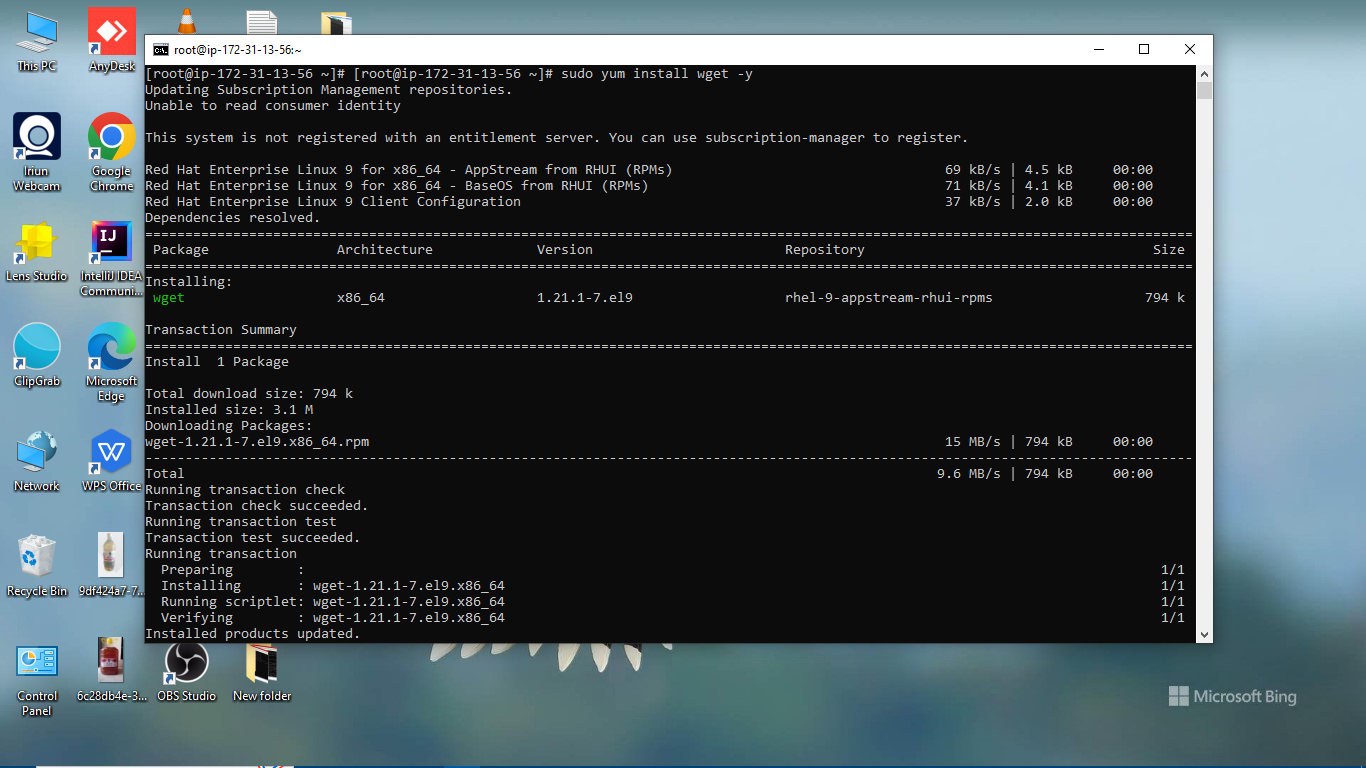 This PC
AnyDesk
Iriun Webcam
Google Chrome
Lens Studio
IntelliJ IDEA Communi...
ClipGrab
Microsoft Edge
Network
WPS Office
Recycle Bin
9df424a7-7...
Control Panel
6c28db4e-3...
OBS Studio
New folder
root@ip-172-31-13-56:~
[root@ip-172-31-13-56 ~]# [root@ip-172-31-13-56 ~]# sudo yum install wget -y
Updating Subscription Management repositories.
Unable to read consumer identity
This system is not registered with an entitlement server. You can use subscription-manager to register.
Red Hat Enterprise Linux 9 for x86_64 - AppStream from RHUI (RPMs) 69 kB/s | 4.5 kB 00:00
Red Hat Enterprise Linux 9 for x86_64 - BaseOS from RHUI (RPMs) 71 kB/s | 4.1 kB 00:00
Red Hat Enterprise Linux 9 Client Configuration 37 kB/s | 2.0 kB 00:00
Dependencies resolved.
Package Architecture Version Repository Size
Installing:
wget x86_64 1.21.1-7.el9 rhel-9-appstream-rhui-rpms 794 k
Transaction Summary
Install 1 Package
Total download size: 794 k
Installed size: 3.1 M
Downloading Packages:
wget-1.21.1-7.el9.x86_64.rpm 15 MB/s | 794 kB 00:00
Total 9.6 MB/s | 794 kB 00:00
Running transaction check
Transaction check succeeded.
Running transaction test
Transaction test succeeded.
Running transaction
Preparing : 1/1
Installing : wget-1.21.1-7.el9.x86_64 1/1
Running scriptlet: wget-1.21.1-7.el9.x86_64 1/1
Verifying : wget-1.21.1-7.el9.x86_64 1/1
Installed products updated.
Microsoft Bing